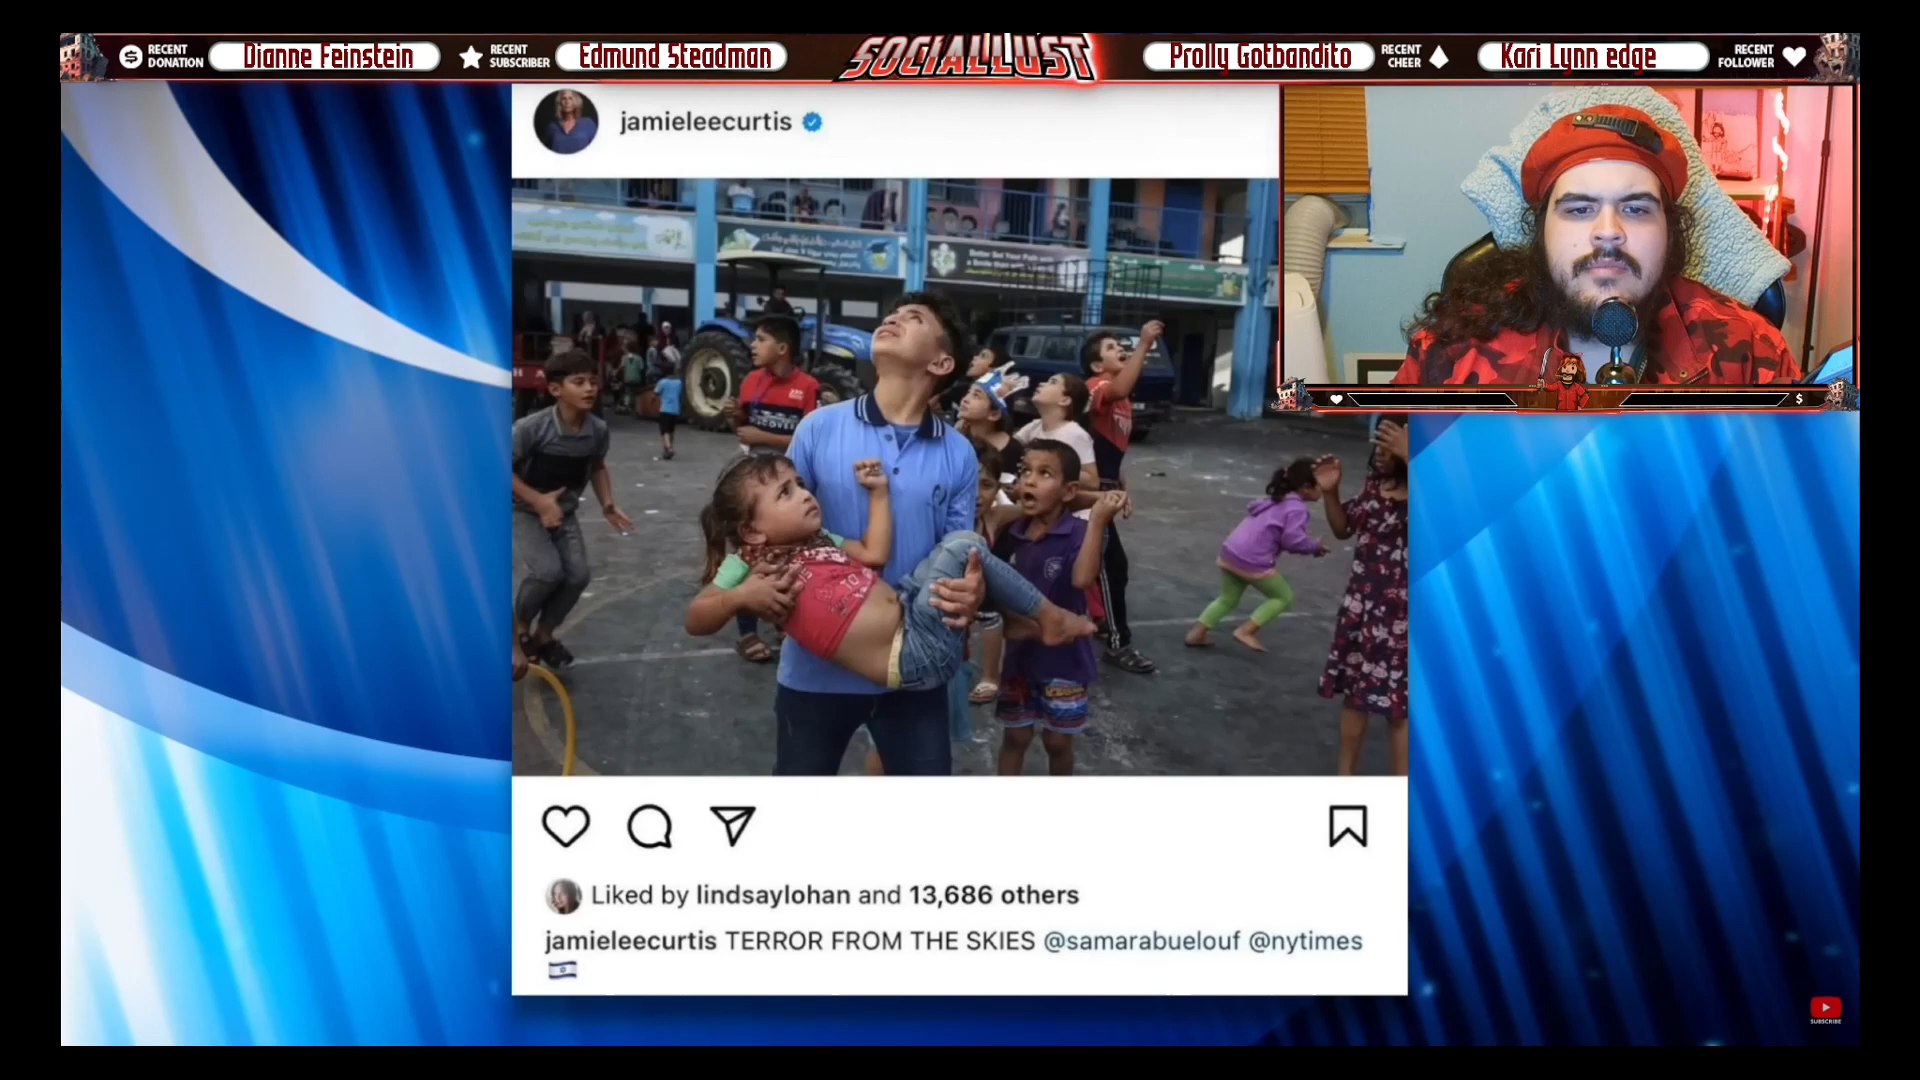 RECENT DONATION
Dianne Feinstein
RECENT SUBSCRIBER
Edmund Steadman
SOCIALLUST
Prolly Gotbandito
RECENT CHEER
Kari Lynn edge
RECENT FOLLOWER
jamieleecurtis
Liked by lindsaylohan and 13,686 others
jamieleecurtis TERROR FROM THE SKIES @samarabuelouf @nytimes
🇮🇱
$
SUBSCRIBE